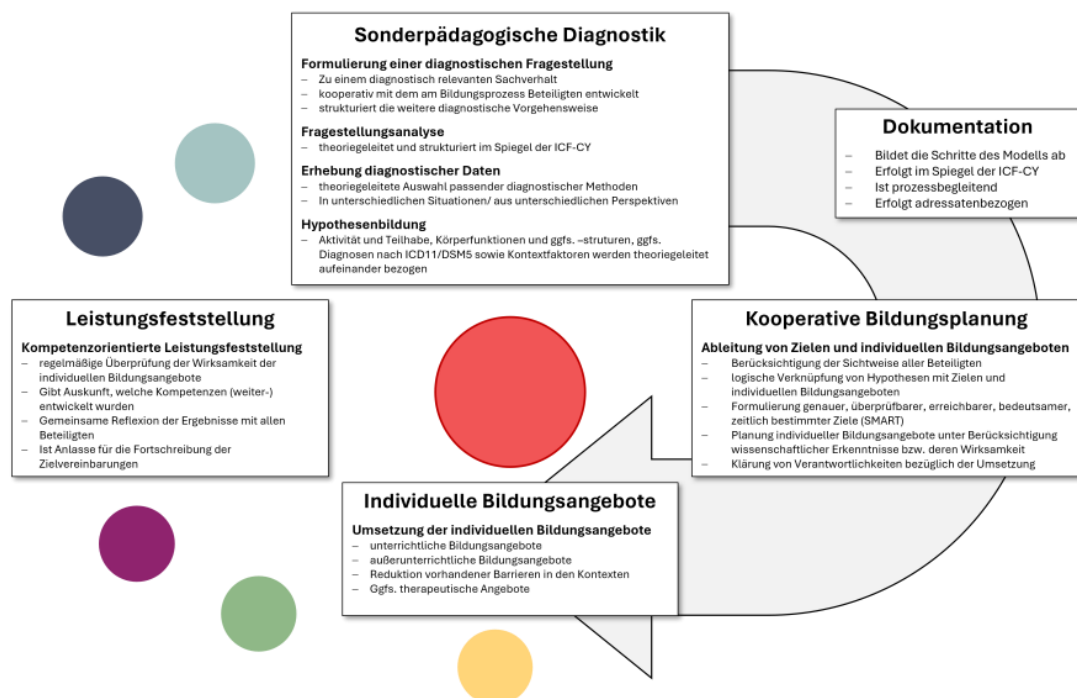 Sonderpädagogische Diagnostik
Formulierung einer diagnostischen Fragestellung
– Zu einem diagnostisch relevanten Sachverhalt
– kooperativ mit dem am Bildungsprozess Beteiligten entwickelt
– strukturiert die weitere diagnostische Vorgehensweise
Fragestellungsanalyse
– theoriegeleitet und strukturiert im Spiegel der ICF-CY
Erhebung diagnostischer Daten
– theoriegeleitete Auswahl passender diagnostischer Methoden
– In unterschiedlichen Situationen/ aus unterschiedlichen Perspektiven
Hypothesenbildung
– Aktivität und Teilhabe, Körperfunktionen und ggfs. –struturen, ggfs.
Diagnosen nach ICD11/DSM5 sowie Kontextfaktoren werden theoriegeleitet
aufeinander bezogen
Dokumentation
– Bildet die Schritte des Modells ab
– Erfolgt im Spiegel der ICF-CY
– Ist prozessbegleitend
– Erfolgt adressatenbezogen
Leistungsfeststellung
Kompetenzorientierte Leistungsfeststellung
– regelmäßige Überprüfung der Wirksamkeit der
individuellen Bildungsangebote
– Gibt Auskunft, welche Kompetenzen (weiter-)
entwickelt wurden
– Gemeinsame Reflexion der Ergebnisse mit allen
Beteiligten
– Ist Anlasse für die Fortschreibung der
Zielvereinbarungen
Kooperative Bildungsplanung
Ableitung von Zielen und individuellen Bildungsangeboten
– Berücksichtigung der Sichtweise aller Beteiligten
– logische Verknüpfung von Hypothesen mit Zielen und
individuellen Bildungsangeboten
– Formulierung genauer, überprüfbarer, erreichbarer, bedeutsamer,
zeitlich bestimmter Ziele (SMART)
– Planung individueller Bildungsangebote unter Berücksichtigung
wissenschaftlicher Erkenntnisse bzw. deren Wirksamkeit
– Klärung von Verantwortlichkeiten bezüglich der Umsetzung
Individuelle Bildungsangebote
Umsetzung der individuellen Bildungsangebote
– unterrichtliche Bildungsangebote
– außerunterrichtliche Bildungsangebote
– Reduktion vorhandener Barrieren in den Kontexten
– Ggfs. therapeutische Angebote